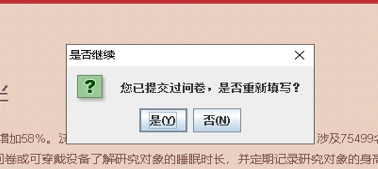 是否继续
您已提交过问卷，是否重新填写？
是(Y)
否(N)
增加58%。
涉及75499名
问卷或可穿戴设备了解研究对象的睡眠时长，并定期记录研究对象的身高